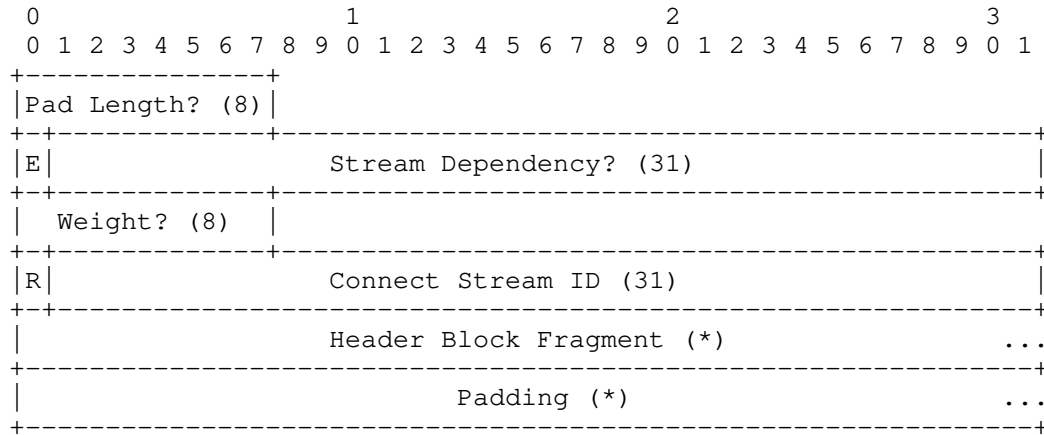 0                   1                   2                   3
 0 1 2 3 4 5 6 7 8 9 0 1 2 3 4 5 6 7 8 9 0 1 2 3 4 5 6 7 8 9 0 1
+---------------+
|Pad Length? (8)|
+-+-------------+-----------------------------------------------+
|E|                 Stream Dependency? (31)                     |
+-+-------------+-----------------------------------------------+
|  Weight? (8)  |
+-+-------------+-----------------------------------------------+
|R|                 Connect Stream ID (31)                      |
+-+-------------------------------------------------------------+
|                   Header Block Fragment (*)                 ...
+---------------------------------------------------------------+
|                           Padding (*)                       ...
+---------------------------------------------------------------+